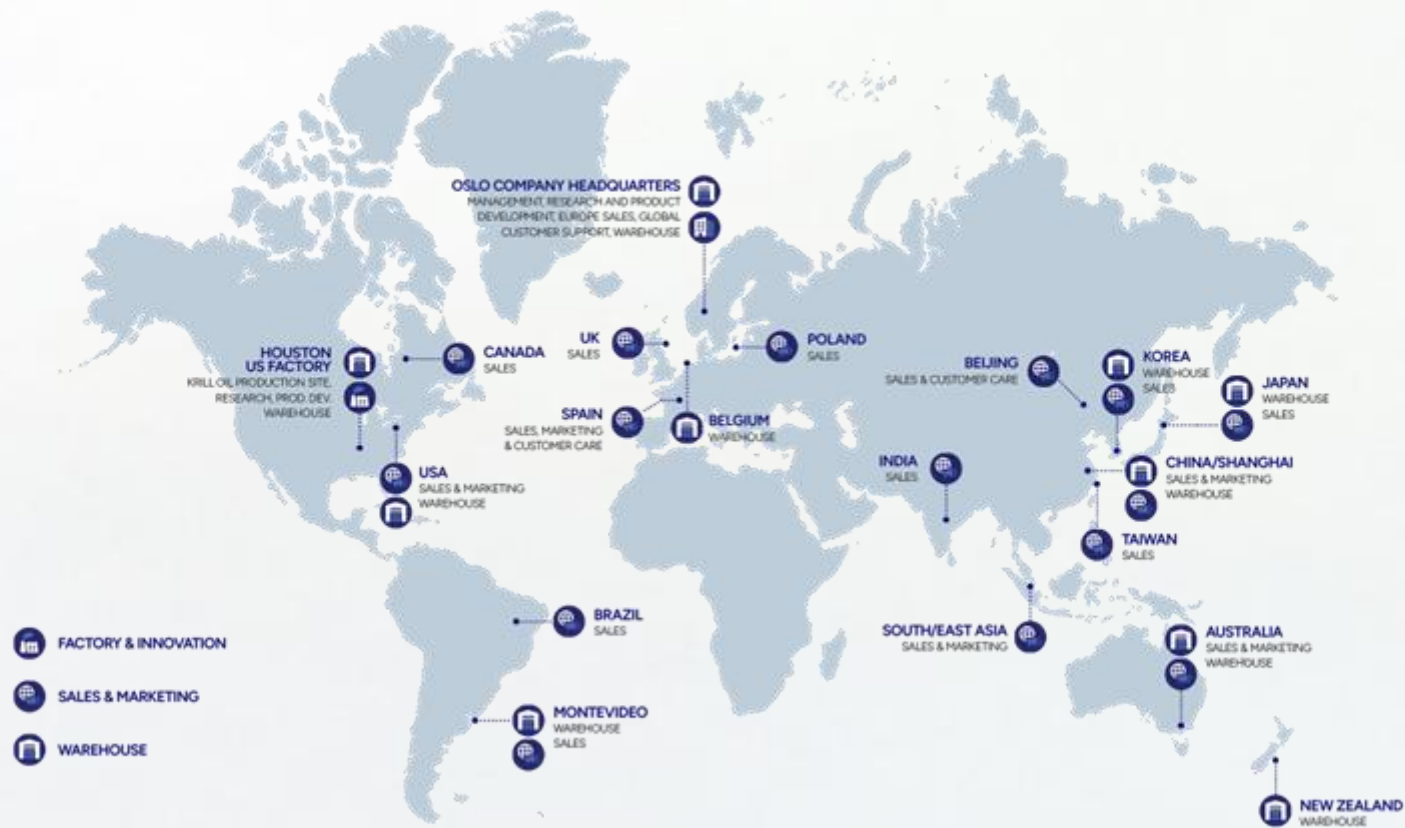 OSLO COMPANY HEADQUARTERS
MANAGEMENT, RESEARCH AND PRODUCT
DEVELOPMENT, EUROPE SALES, GLOBAL
CUSTOMER SUPPORT, WAREHOUSE
HOUSTON
US FACTORY
KRILL OIL PRODUCTION SITE,
RESEARCH, PROD. DEV.
WAREHOUSE
CANADA
SALES
UK
SALES
POLAND
SALES
BEIJING
SALES & CUSTOMER CARE
KOREA
WAREHOUSE
SALES
JAPAN
WAREHOUSE
SALES
SPAIN
SALES, MARKETING
& CUSTOMER CARE
BELGIUM
WAREHOUSE
USA
SALES & MARKETING
WAREHOUSE
INDIA
SALES
CHINA/SHANGHAI
SALES & MARKETING
WAREHOUSE
TAIWAN
SALES
BRAZIL
SALES
SOUTH/EAST ASIA
SALES & MARKETING
AUSTRALIA
SALES & MARKETING
WAREHOUSE
MONTEVIDEO
WAREHOUSE
SALES
NEW ZEALAND
WAREHOUSE
FACTORY & INNOVATION
SALES & MARKETING
WAREHOUSE